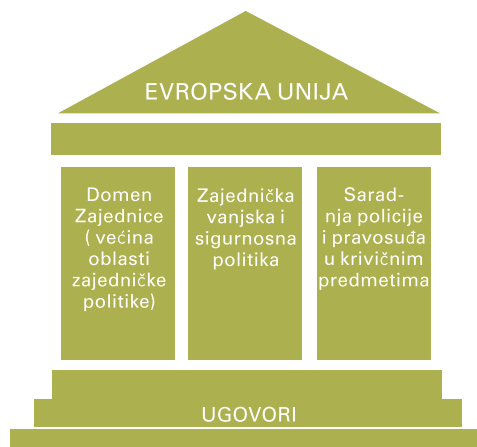 EVROPSKA UNIJA
Domen
Zajednice
( većina
oblasti
zajedničke
politike)
Zajednička
vanjska i
sigurnosna
politika
Sarad-
nja policije
i pravosuđa
u krivičnim
predmetima
UGOVORI